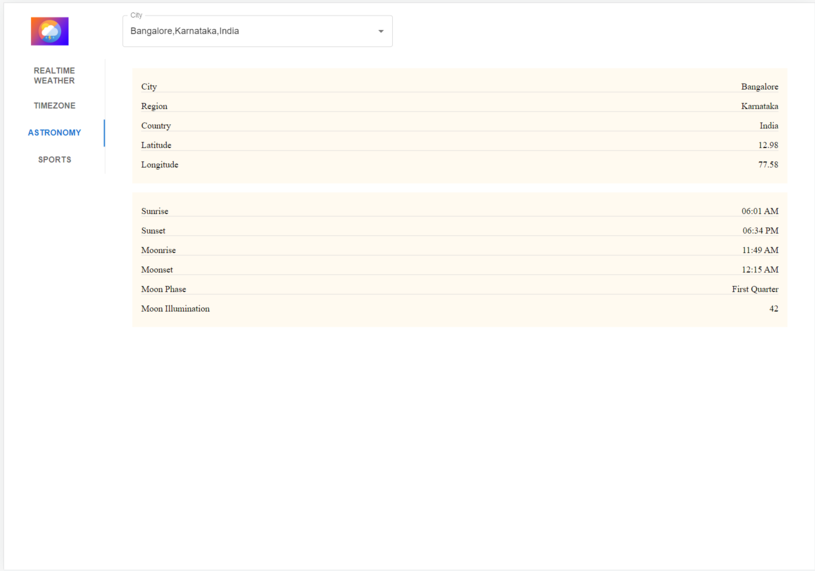 City
Bangalore,Karnataka,India
REALTIME
WEATHER
TIMEZONE
ASTRONOMY
SPORTS
City Bangalore
Region Karnataka
Country India
Latitude 12.98
Longitude 77.58
Sunrise 06:01 AM
Sunset 06:34 PM
Moonrise 11:49 AM
Moonset 12:15 AM
Moon Phase First Quarter
Moon Illumination 42